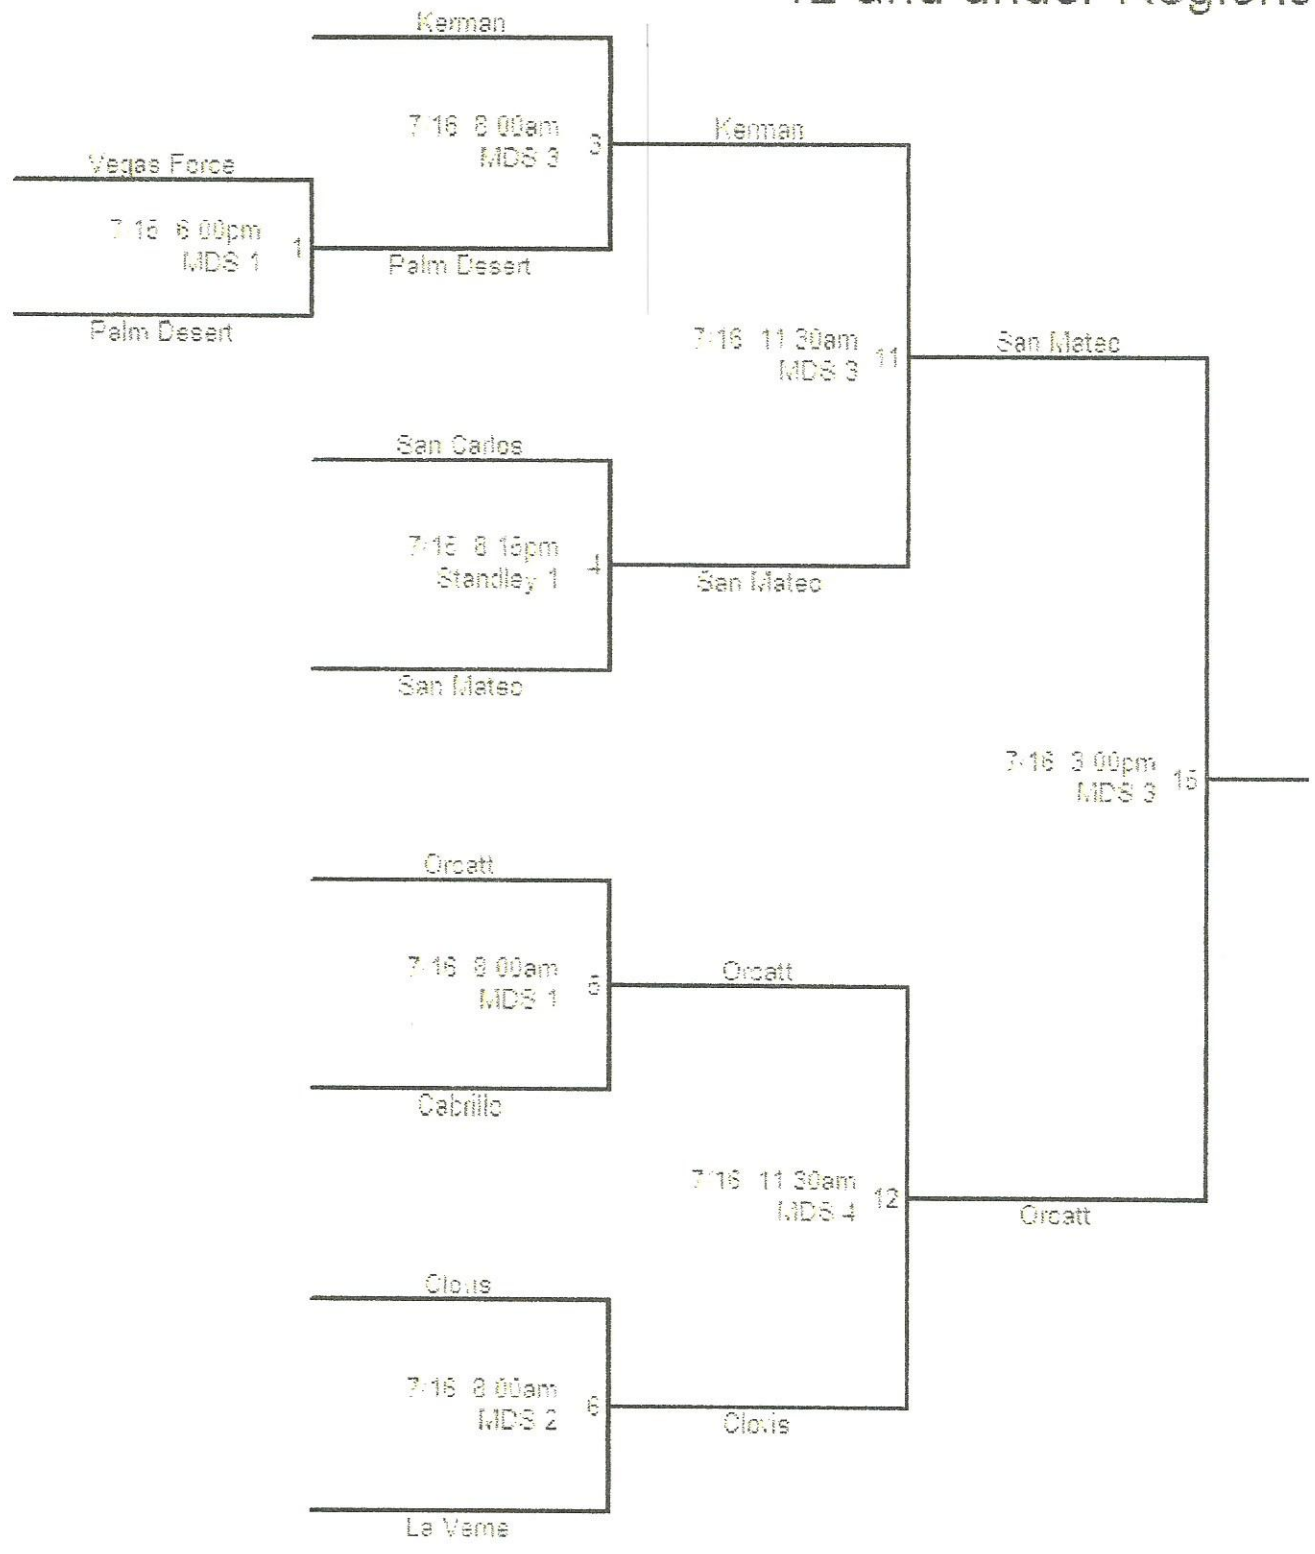 12 and under Regions
Kerman
7/16 8:00am
MDS 3
3
Kerman
Vegas Force
7/15 6:00pm
MDS 1
1
Palm Desert
Palm Desert
7/16 11:30am
MDS 3
11
San Mateo
San Carlos
7/15 8:15pm
Standley 1
4
San Mateo
San Mateo
7/16 3:00pm
MDS 3
15
Orcatt
7/16 8:00am
MDS 1
5
Orcatt
Cabrillo
7/16 11:30am
MDS 4
12
Orcatt
Clovis
7/16 8:00am
MDS 2
6
Clovis
La Verne